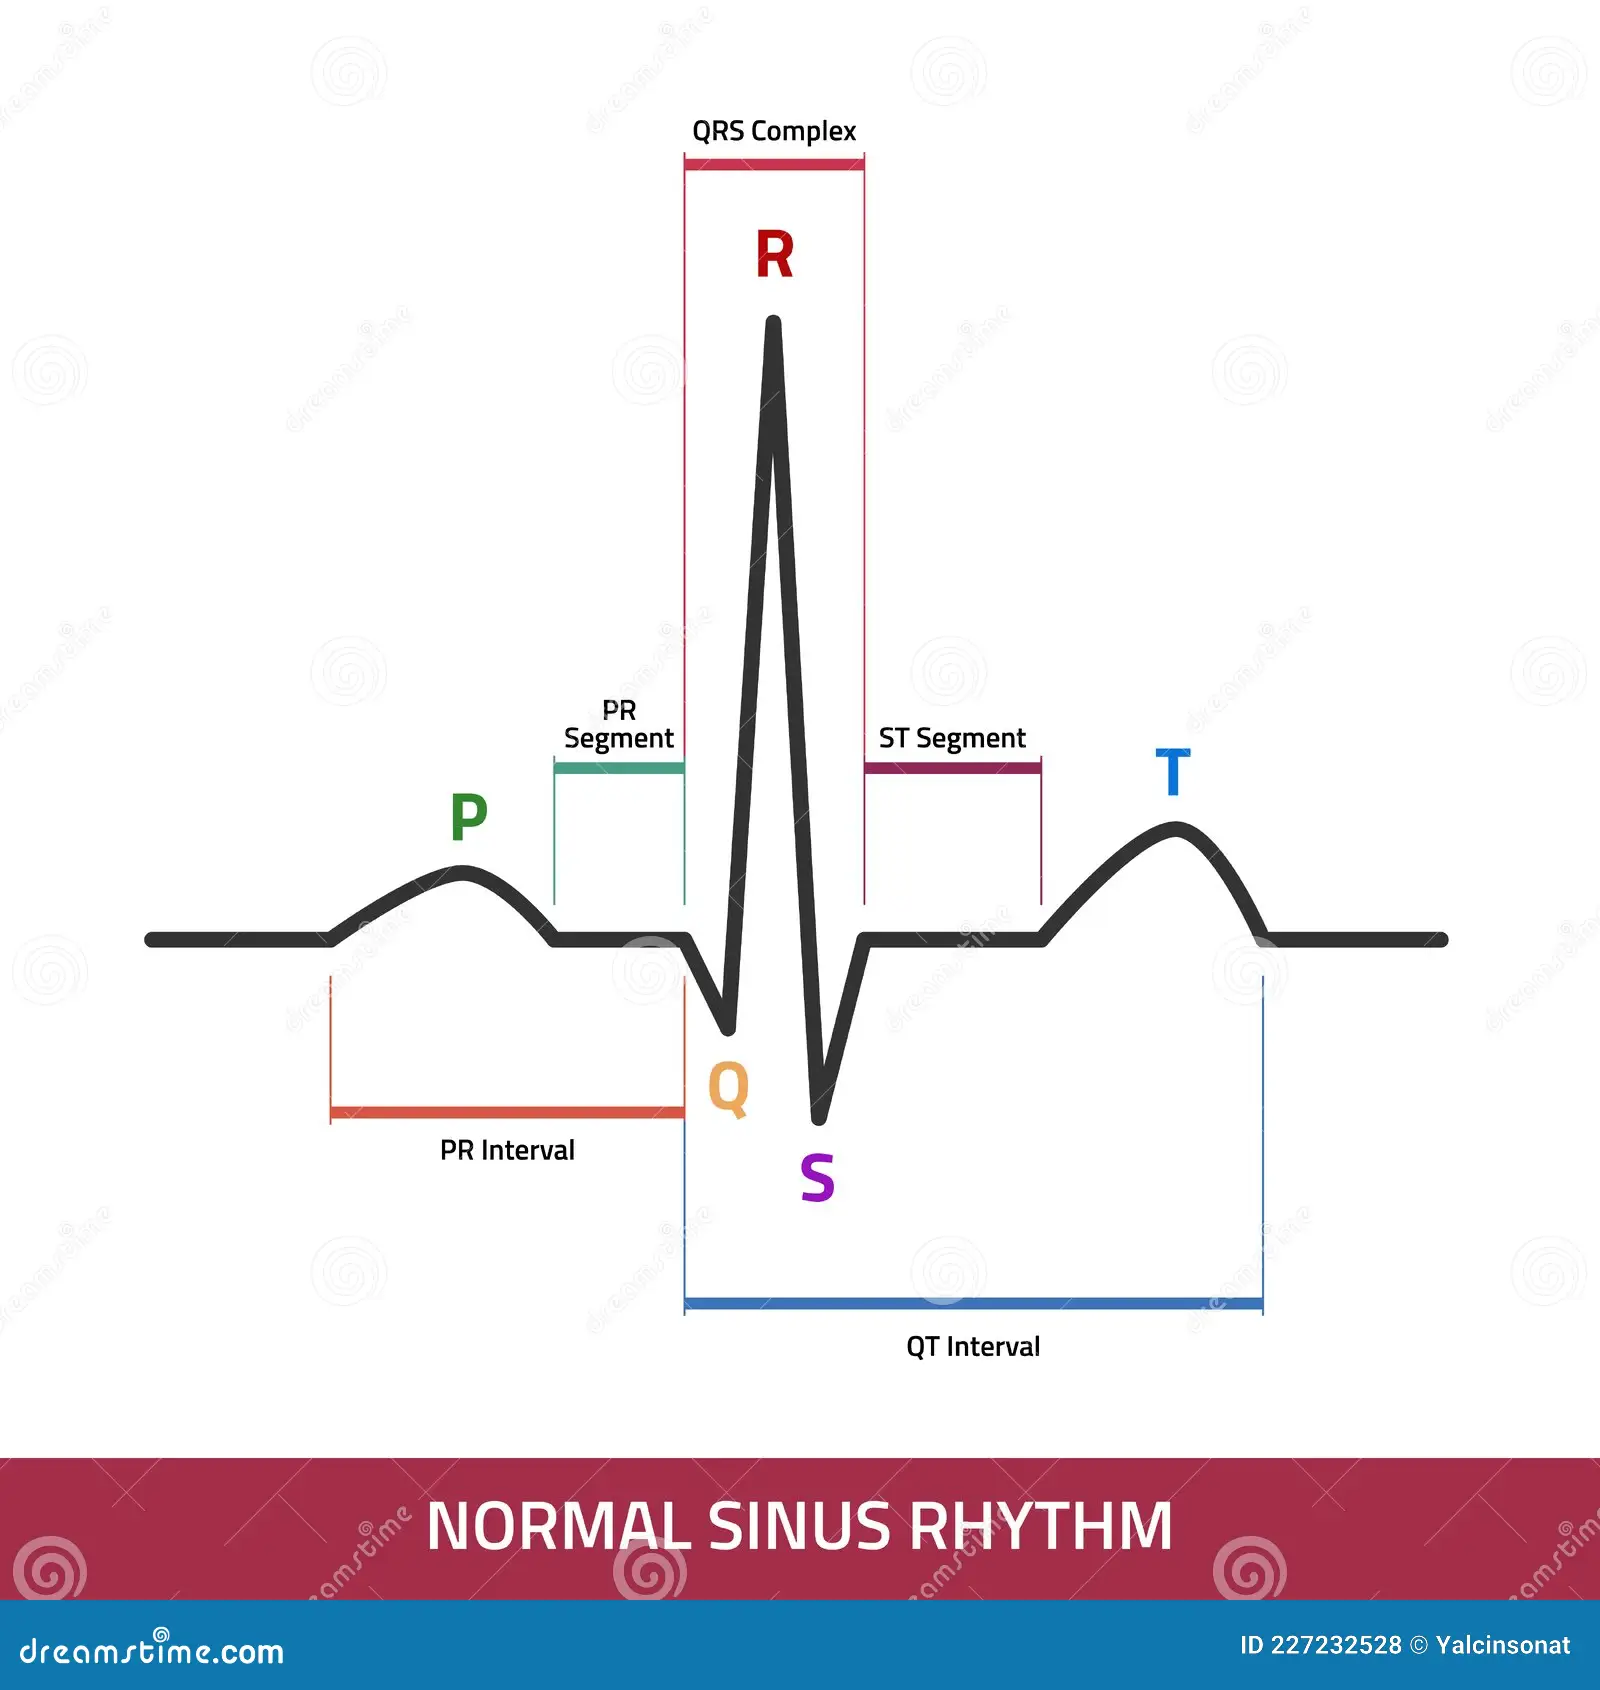 QRS Complex
R
PR
Segment
ST Segment
T
P
Q
PR Interval
S
QT Interval
NORMAL SINUS RHYTHM
dreamstime.com
ID 227232528 © Yalcinsonat